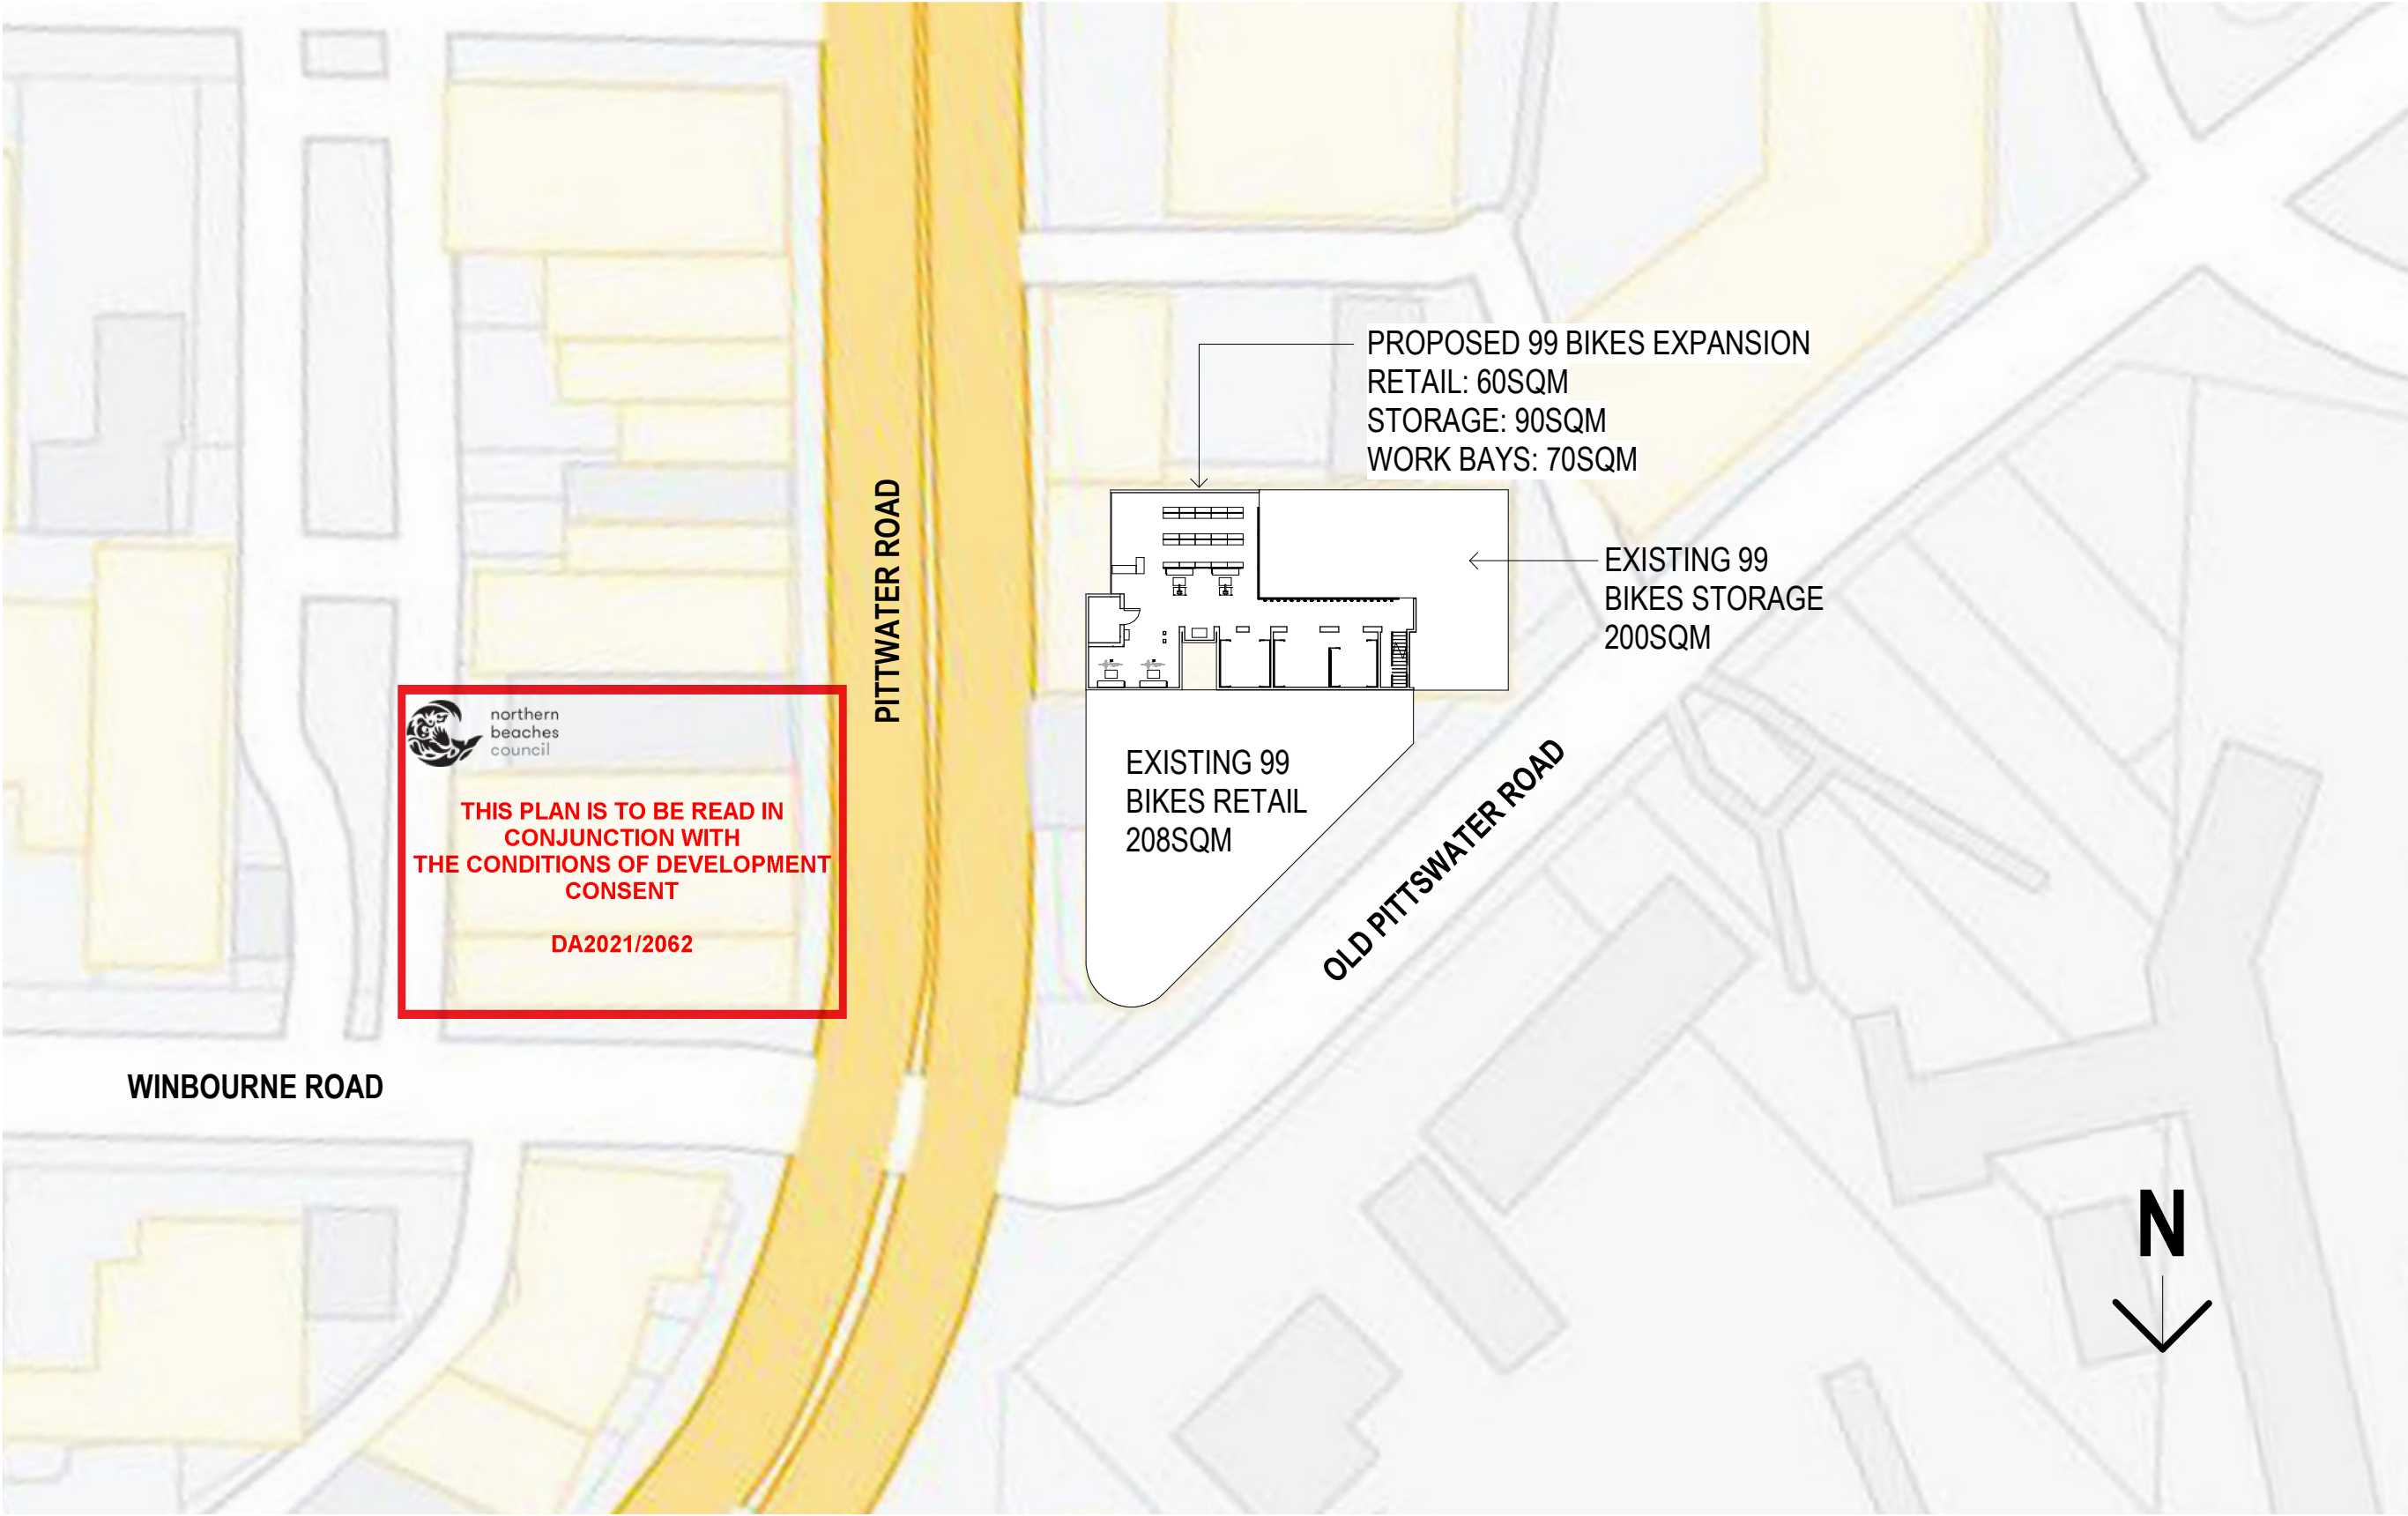 PROPOSED 99 BIKES EXPANSION
RETAIL: 60SQM
STORAGE: 90SQM
WORK BAYS: 70SQM
PITTWATER ROAD
EXISTING 99
BIKES STORAGE
200SQM
northern
beaches
council
THIS PLAN IS TO BE READ IN
CONJUNCTION WITH
THE CONDITIONS OF DEVELOPMENT
CONSENT
DA2021/2062
EXISTING 99
BIKES RETAIL
208SQM
OLD PITTSWATER ROAD
WINBOURNE ROAD
N